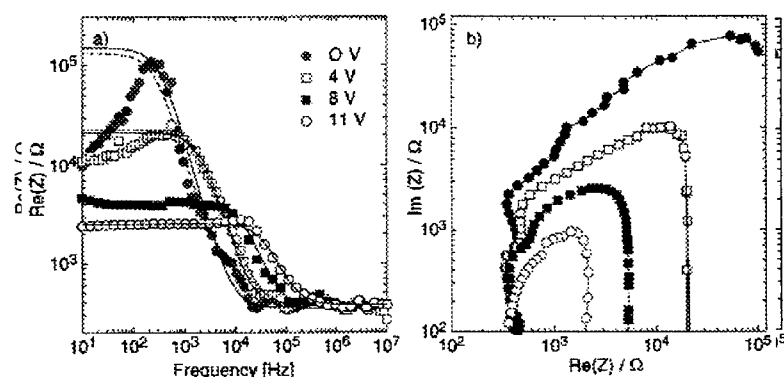 a)
10^5
10^4
10^3
Re(Z) / Ω
Re(Z) / Ω
0 V
4 V
8 V
11 V
10^1 10^2 10^3 10^4 10^5 10^6 10^7
Frequency [Hz]
b)
10^5
10^4
10^3
10^2
Im (Z) / Ω
10^2 10^3 10^4 10^5
Re(Z) / Ω